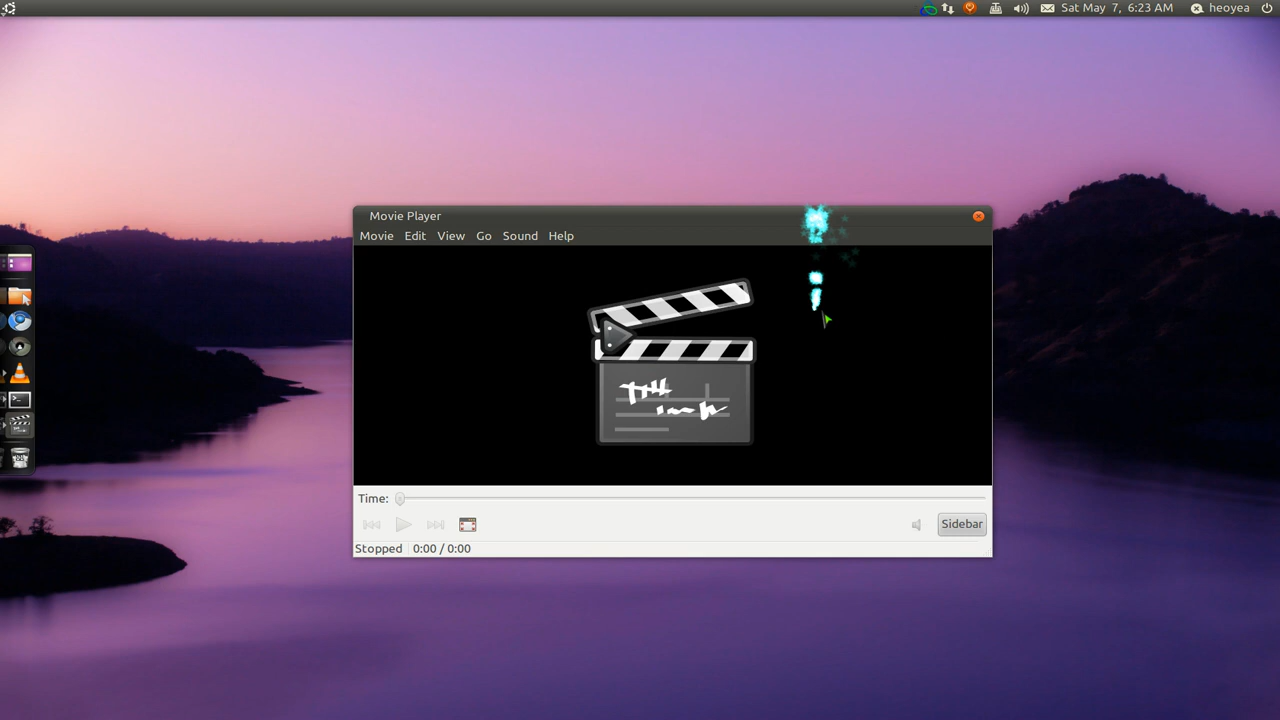 Sat May 7, 6:23 AM heoyea
Movie Player
Movie Edit View Go Sound Help
Time:
Sidebar
Stopped 0:00 / 0:00